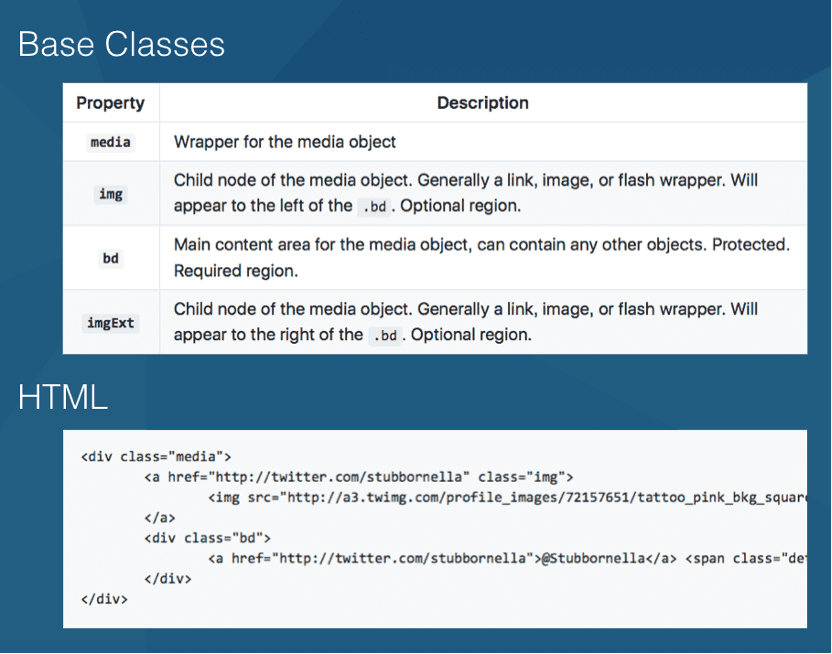 Base Classes
Property Description
media Wrapper for the media object
img Child node of the media object. Generally a link, image, or flash wrapper. Will
appear to the left of the .bd. Optional region.
bd Main content area for the media object, can contain any other objects. Protected.
Required region.
imgExt Child node of the media object. Generally a link, image, or flash wrapper. Will
appear to the right of the .bd. Optional region.
HTML
<div class="media">
<a href="http://twitter.com/stubbornella" class="img">
<img src="http://a3.twimg.com/profile_images/72157651/tattoo_pink_bkg_squar
</a>
<div class="bd">
<a href="http://twitter.com/stubbornella">@Stubbornella</a> <span class="de
</div>
</div>